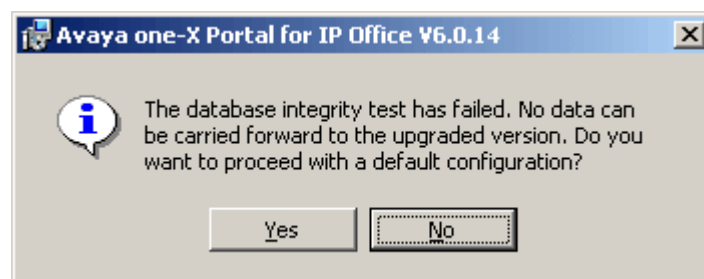 Avaya one-X Portal for IP Office V6.0.14
The database integrity test has failed. No data can
be carried forward to the upgraded version. Do you
want to proceed with a default configuration?
Yes No